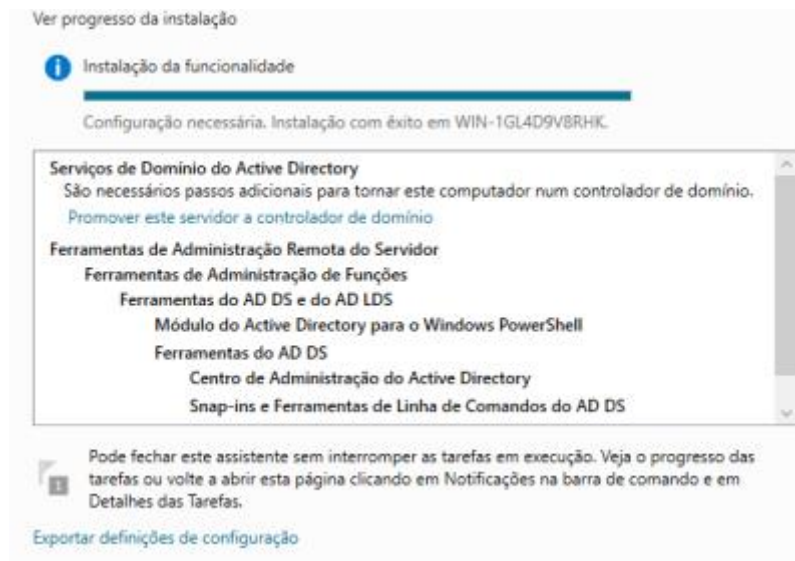 Ver progresso da instalação
Instalação da funcionalidade
Configuração necessária. Instalação com êxito em WIN-1GL4D9V8RHK.
Serviços de Domínio do Active Directory
São necessários passos adicionais para tornar este computador num controlador de domínio.
Promover este servidor a controlador de domínio
Ferramentas de Administração Remota do Servidor
Ferramentas de Administração de Funções
Ferramentas do AD DS e do AD LDS
Módulo do Active Directory para o Windows PowerShell
Ferramentas do AD DS
Centro de Administração do Active Directory
Snap-ins e Ferramentas de Linha de Comandos do AD DS
Pode fechar este assistente sem interromper as tarefas em execução. Veja o progresso das
tarefas ou volte a abrir esta página clicando em Notificações na barra de comando e em
Detalhes das Tarefas.
Exportar definições de configuração